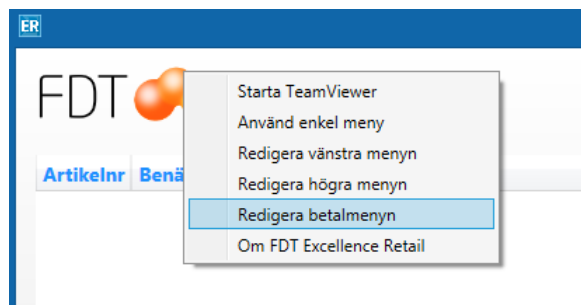 ER
FDT
Starta TeamViewer
Använd enkel meny
Redigera vänstra menyn
Redigera högra menyn
Redigera betalmenyn
Om FDT Excellence Retail
Artikelnr